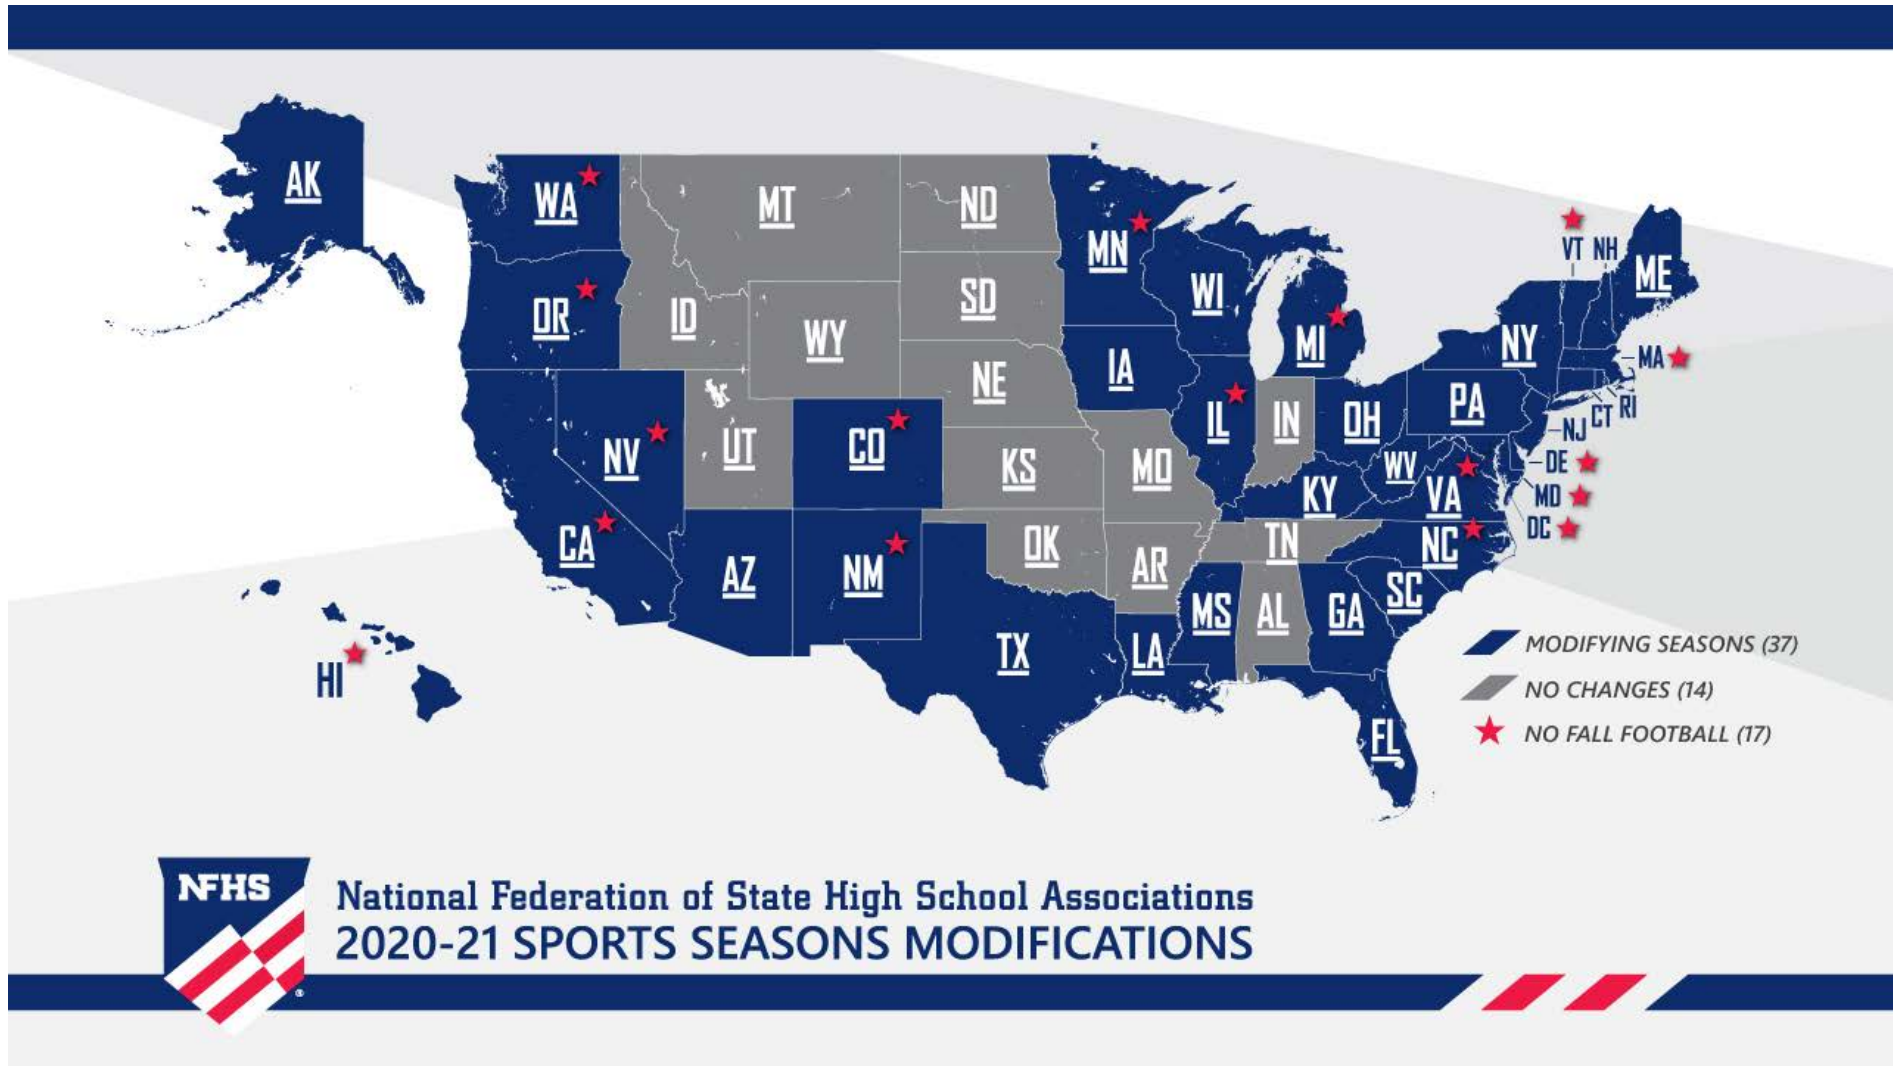 AK
WA
MT
ND
MN
VT NH
ME
OR
ID
SD
WI
WY
MI
NY
MA
IA
NE
PA
CT RI
NV
UT
CO
IL
IN
OH
NJ
KS
MO
WV
DE
KY
VA
MD
DC
CA
AZ
NM
OK
AR
TN
NC
SC
MS
AL
GA
TX
LA
HI
FL
MODIFYING SEASONS (37)
NO CHANGES (14)
NO FALL FOOTBALL (17)
NFHS
®
National Federation of State High School Associations
2020-21 SPORTS SEASONS MODIFICATIONS